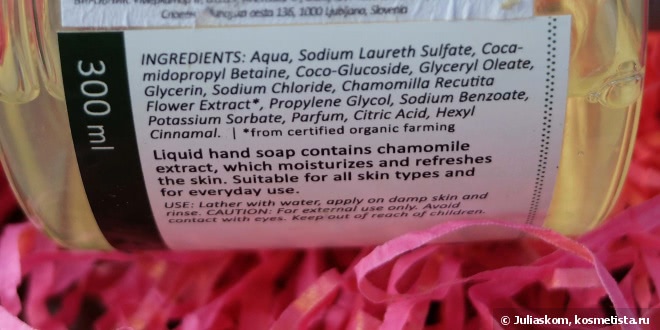 cesta 136, 1000 Ljubljana, Slovenia
300 ml
INGREDIENTS: Aqua, Sodium Laureth Sulfate, Coca-
midopropyl Betaine, Coco-Glucoside, Glyceryl Oleate,
Glycerin, Sodium Chloride, Chamomilla Recutita
Flower Extract*, Propylene Glycol, Sodium Benzoate,
Potassium Sorbate, Parfum, Citric Acid, Hexyl
Cinnamal. | *from certified organic farming
Liquid hand soap contains chamomile
extract, which moisturizes and refreshes
the skin. Suitable for all skin types and
for everyday use.
USE: Lather with water, apply on damp skin and
rinse. CAUTION: For external use only. Avoid
contact with eyes. Keep out of reach of children.
© Juliaskom, kosmetista.ru